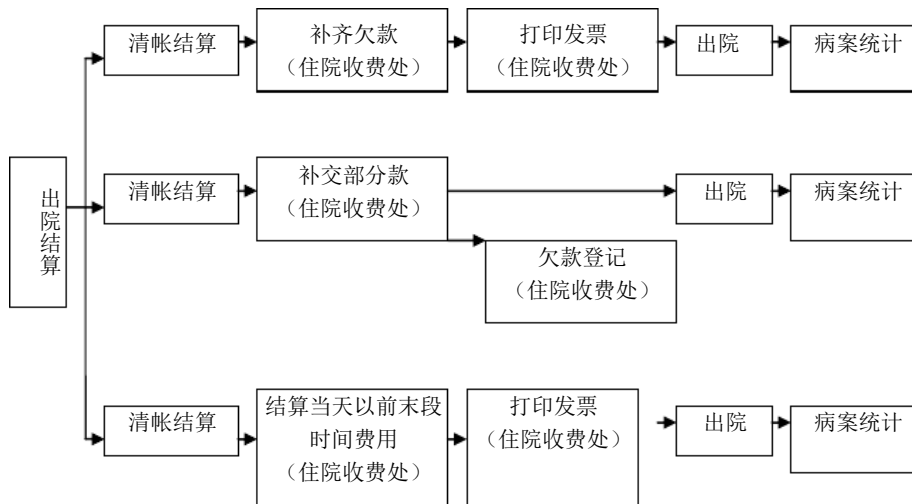 清帐结算
补齐欠款
（住院收费处）
打印发票
（住院收费处）
出院
病案统计
出院结算
清帐结算
补交部分款
（住院收费处）
出院
病案统计
欠款登记
（住院收费处）
清帐结算
结算当天以前末段
时间费用
（住院收费处）
打印发票
（住院收费处）
出院
病案统计